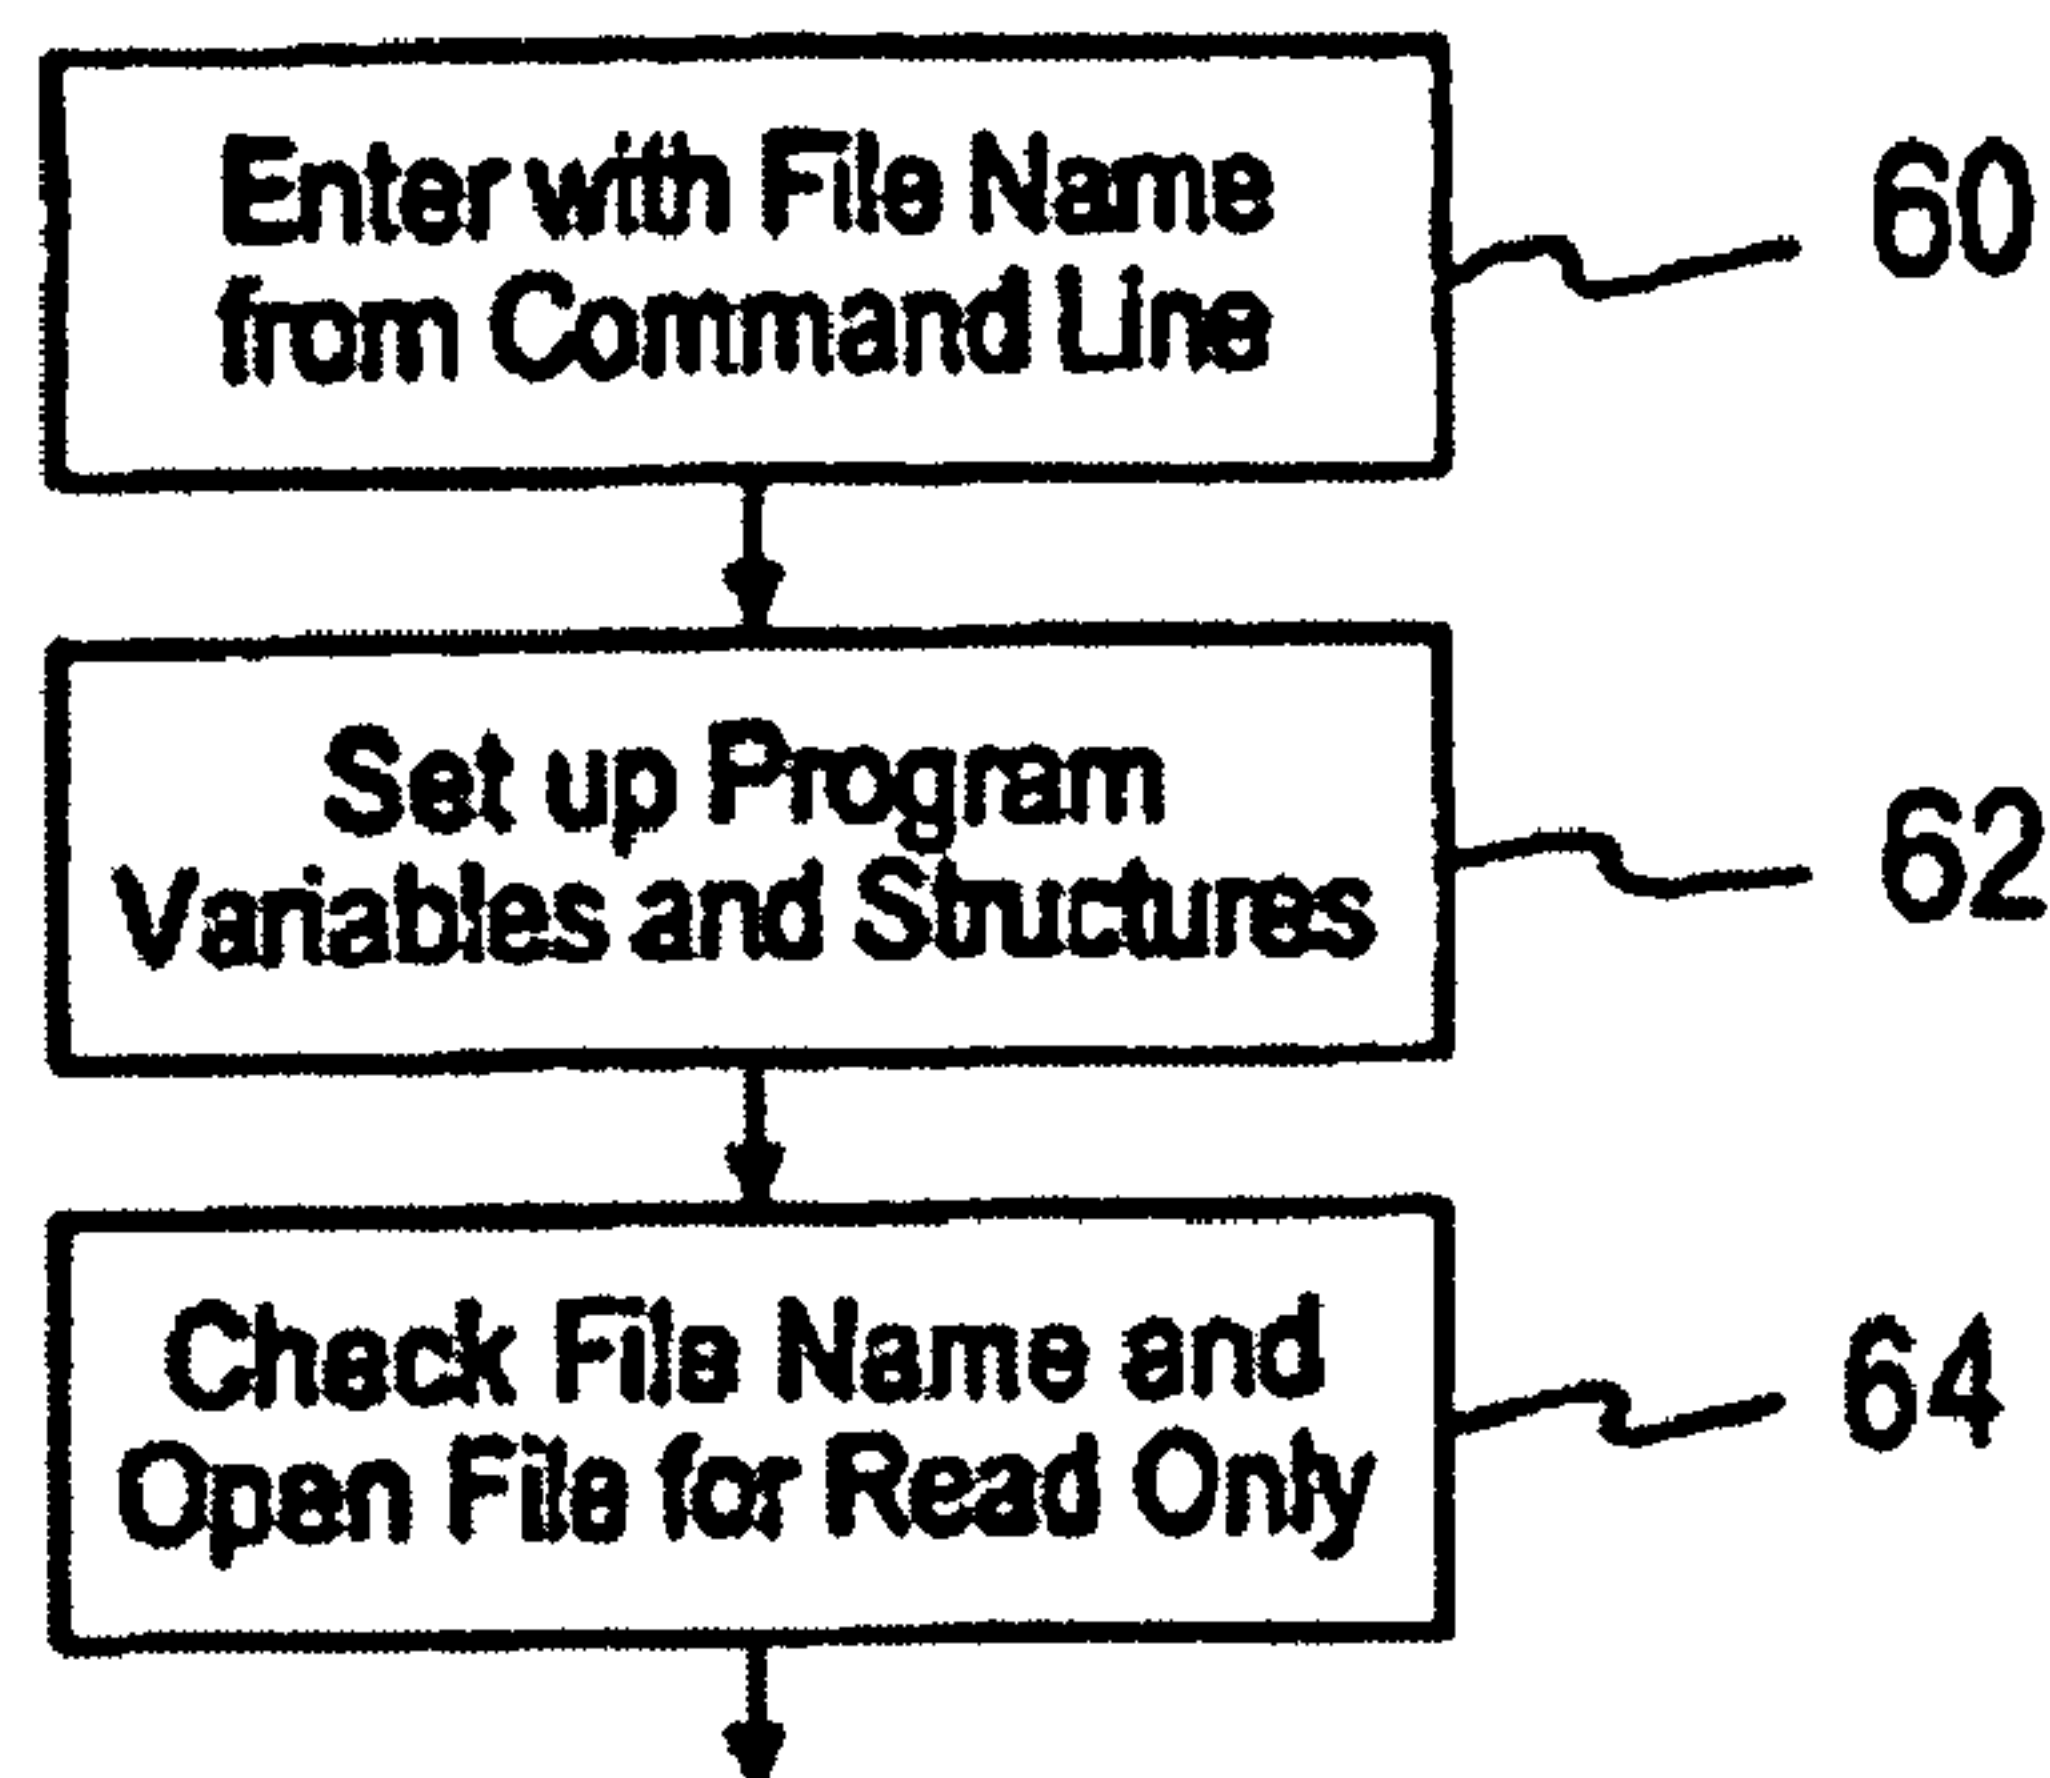 Enter with File Name
from Command Line
60
Set up Program
Variables and Structures
62
Check File Name and
Open File for Read Only
64